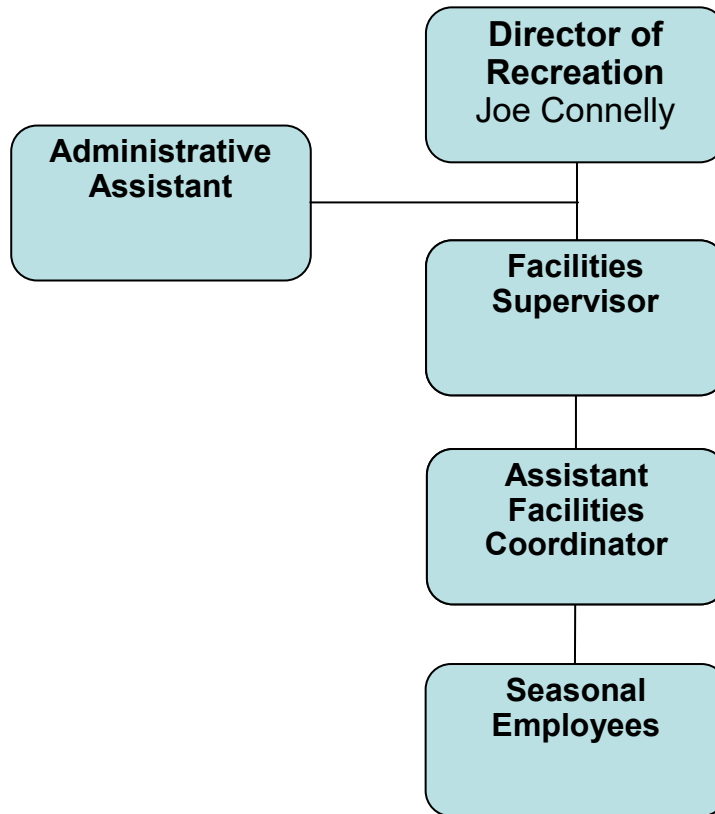 Director of
Recreation
Joe Connelly
Administrative
Assistant
Facilities
Supervisor
Assistant
Facilities
Coordinator
Seasonal
Employees